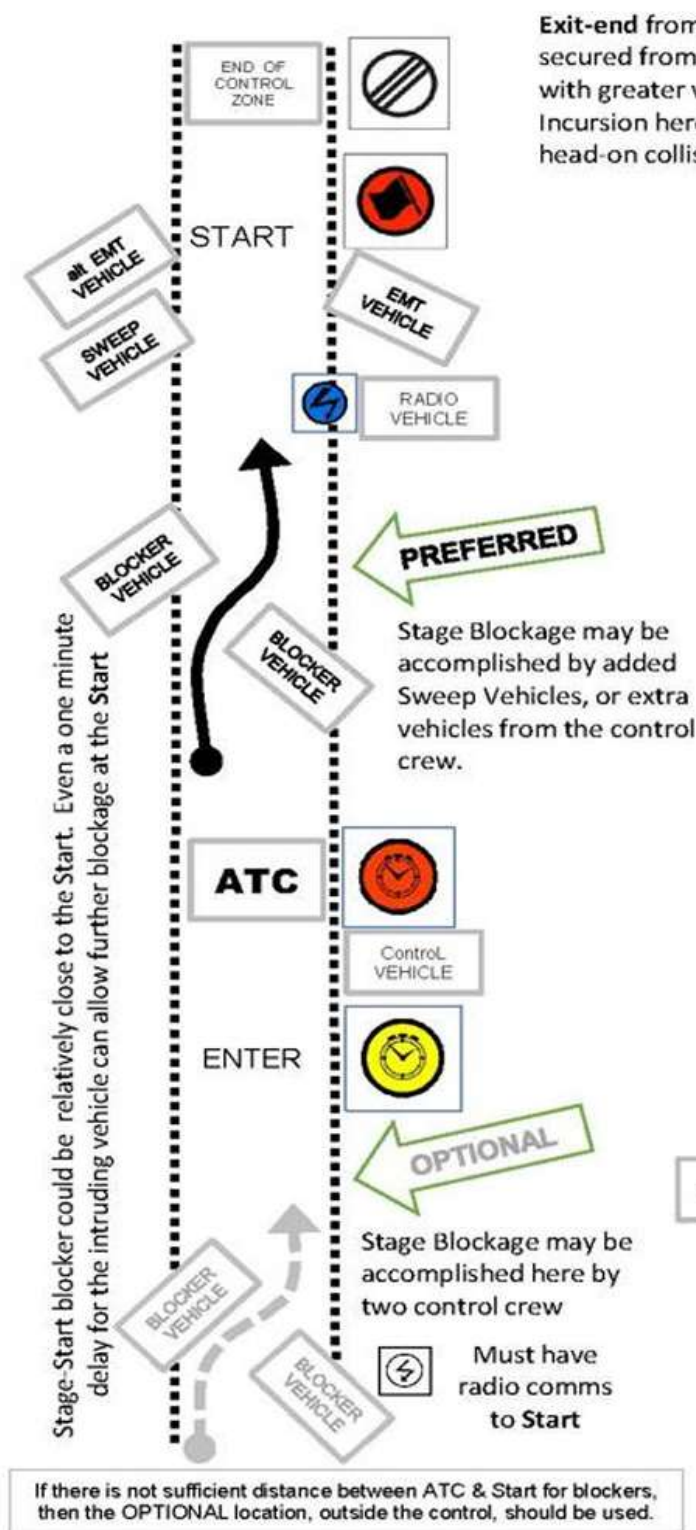 Exit-end from
secured from
with greater
Incursion here
head-on
END OF
CONTROL
ZONE
START
alt EMT
VEHICLE
SWEEP
VEHICLE
EMT
VEHICLE
RADIO
VEHICLE
BLOCKER
VEHICLE
PREFERRED
BLOCKER
VEHICLE
Stage Blockage may be
accomplished by added
Sweep Vehicles, or extra
vehicles from the control
crew.
Stage-Start blocker could be relatively close to the Start. Even a one minute
delay for the intruding vehicle can allow further blockage at the Start
ATC
ControL
VEHICLE
ENTER
OPTIONAL
Stage Blockage may be
accomplished here by
two control crew
BLOCKER
VEHICLE
BLOCKER
VEHICLE
Must have
radio comms
to Start
If there is not sufficient distance between ATC & Start for blockers,
then the OPTIONAL location, outside the control, should be used.